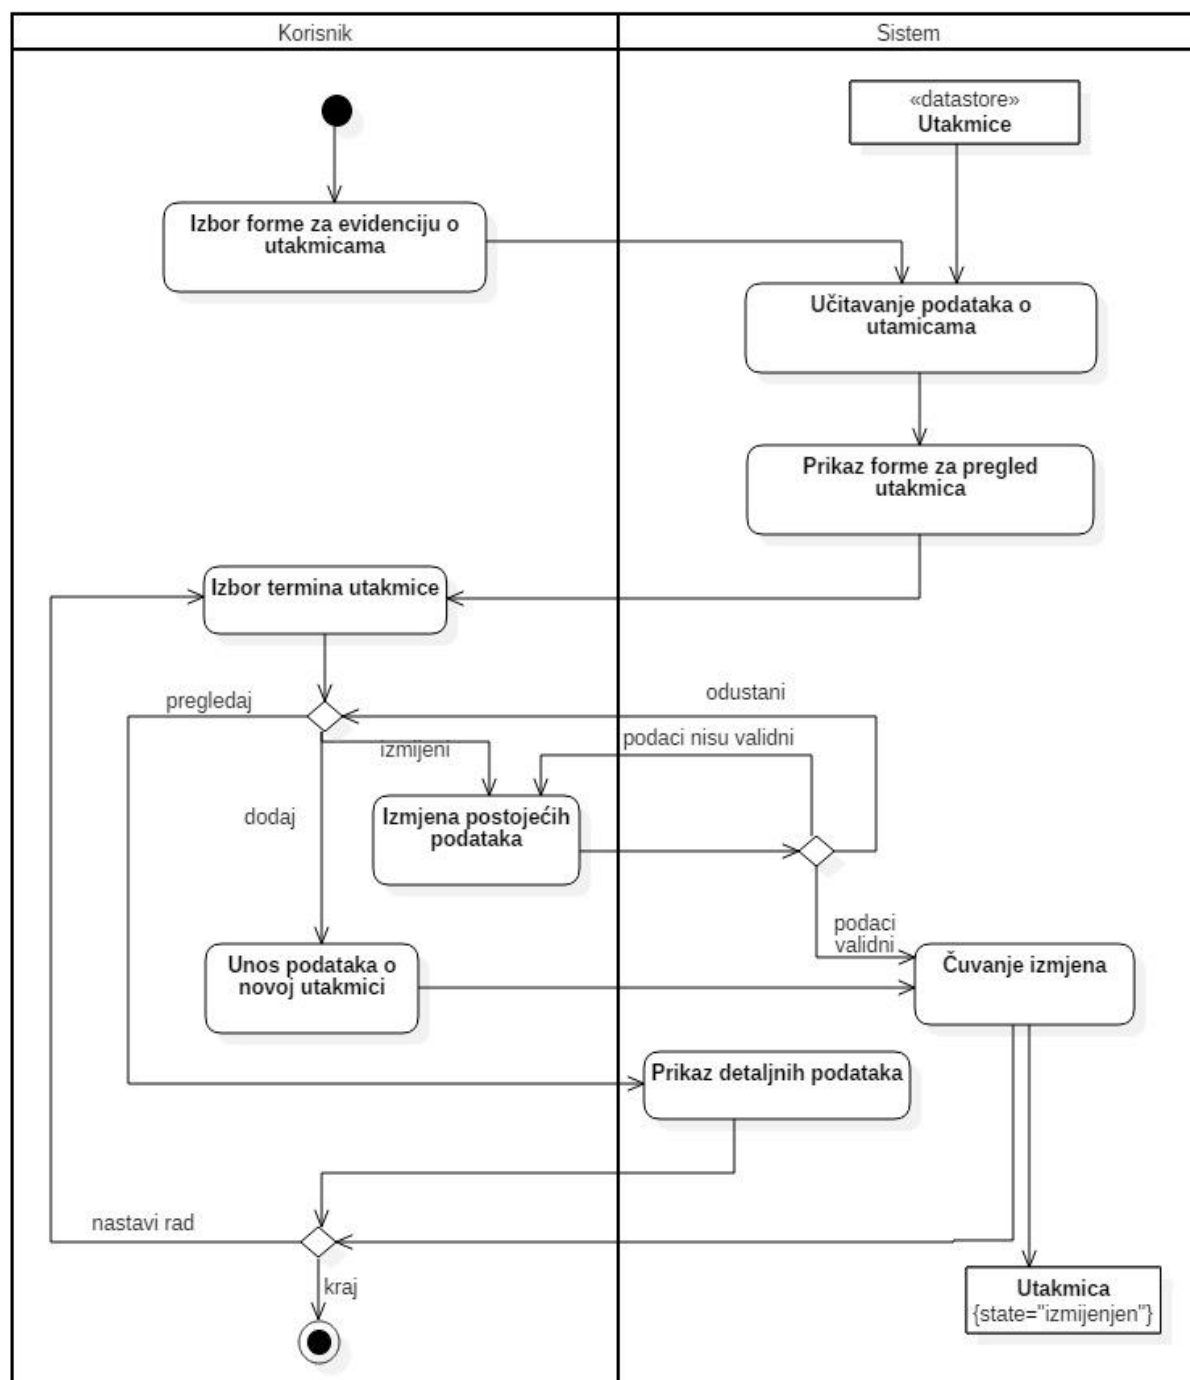 Korisnik
Sistem
«datastore»
Utakmice
Izbor forme za evidenciju o
utakmicama
Učitavanje podataka o
utamicama
Prikaz forme za pregled
utakmica
Izbor termina utakmice
pregledaj
odustani
izmijeni
podaci nisu validni
dodaj
Izmjena postojećih
podataka
podaci
validni
Unos podataka o
novoj utakmici
Čuvanje izmjena
Prikaz detaljnih podataka
nastavi rad
kraj
Utakmica
{state="izmijenjen"}